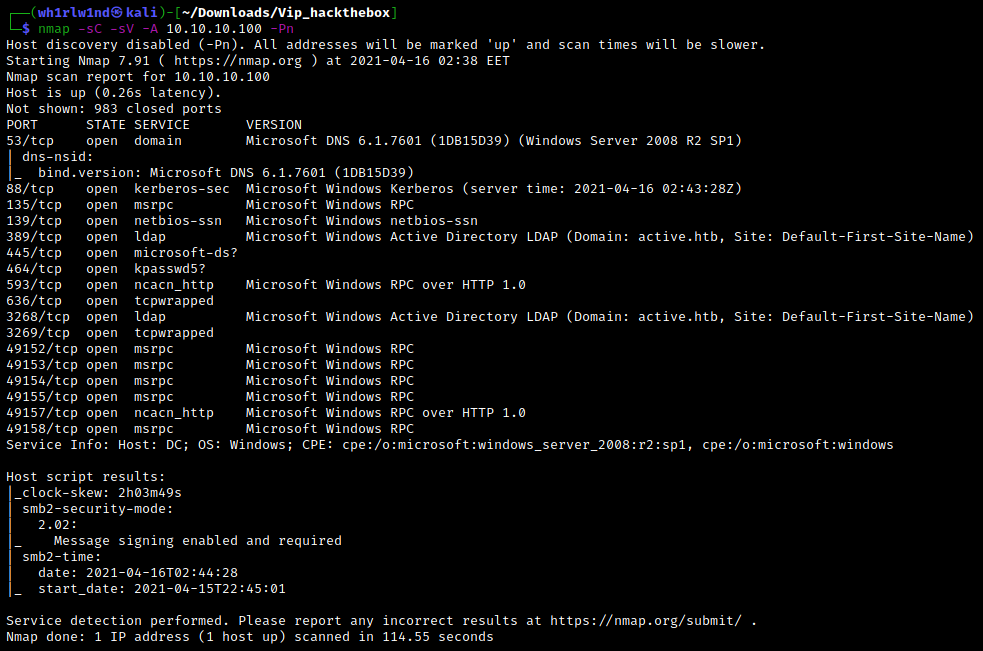 ┌──(wh1rlw1nd㉿kali)-[~/Downloads/Vip_hackthebox]
└─$ nmap -sC -sV -A 10.10.10.100 -Pn
Host discovery disabled (-Pn). All addresses will be marked 'up' and scan times will be slower.
Starting Nmap 7.91 ( https://nmap.org ) at 2021-04-16 02:38 EET
Nmap scan report for 10.10.10.100
Host is up (0.26s latency).
Not shown: 983 closed ports
PORT      STATE SERVICE       VERSION
53/tcp    open  domain        Microsoft DNS 6.1.7601 (1DB15D39) (Windows Server 2008 R2 SP1)
| dns-nsid:
|_  bind.version: Microsoft DNS 6.1.7601 (1DB15D39)
88/tcp    open  kerberos-sec  Microsoft Windows Kerberos (server time: 2021-04-16 02:43:28Z)
135/tcp   open  msrpc         Microsoft Windows RPC
139/tcp   open  netbios-ssn   Microsoft Windows netbios-ssn
389/tcp   open  ldap          Microsoft Windows Active Directory LDAP (Domain: active.htb, Site: Default-First-Site-Name)
445/tcp   open  microsoft-ds?
464/tcp   open  kpasswd5?
593/tcp   open  ncacn_http    Microsoft Windows RPC over HTTP 1.0
636/tcp   open  tcpwrapped
3268/tcp  open  ldap          Microsoft Windows Active Directory LDAP (Domain: active.htb, Site: Default-First-Site-Name)
3269/tcp  open  tcpwrapped
49152/tcp open  msrpc         Microsoft Windows RPC
49153/tcp open  msrpc         Microsoft Windows RPC
49154/tcp open  msrpc         Microsoft Windows RPC
49155/tcp open  msrpc         Microsoft Windows RPC
49157/tcp open  ncacn_http    Microsoft Windows RPC over HTTP 1.0
49158/tcp open  msrpc         Microsoft Windows RPC
Service Info: Host: DC; OS: Windows; CPE: cpe:/o:microsoft:windows_server_2008:r2:sp1, cpe:/o:microsoft:windows
Host script results:
|_clock-skew: 2h03m49s
| smb2-security-mode:
|   2.02:
|_    Message signing enabled and required
| smb2-time:
|   date: 2021-04-16T02:44:28
|_  start_date: 2021-04-15T22:45:01
Service detection performed. Please report any incorrect results at https://nmap.org/submit/ .
Nmap done: 1 IP address (1 host up) scanned in 114.55 seconds